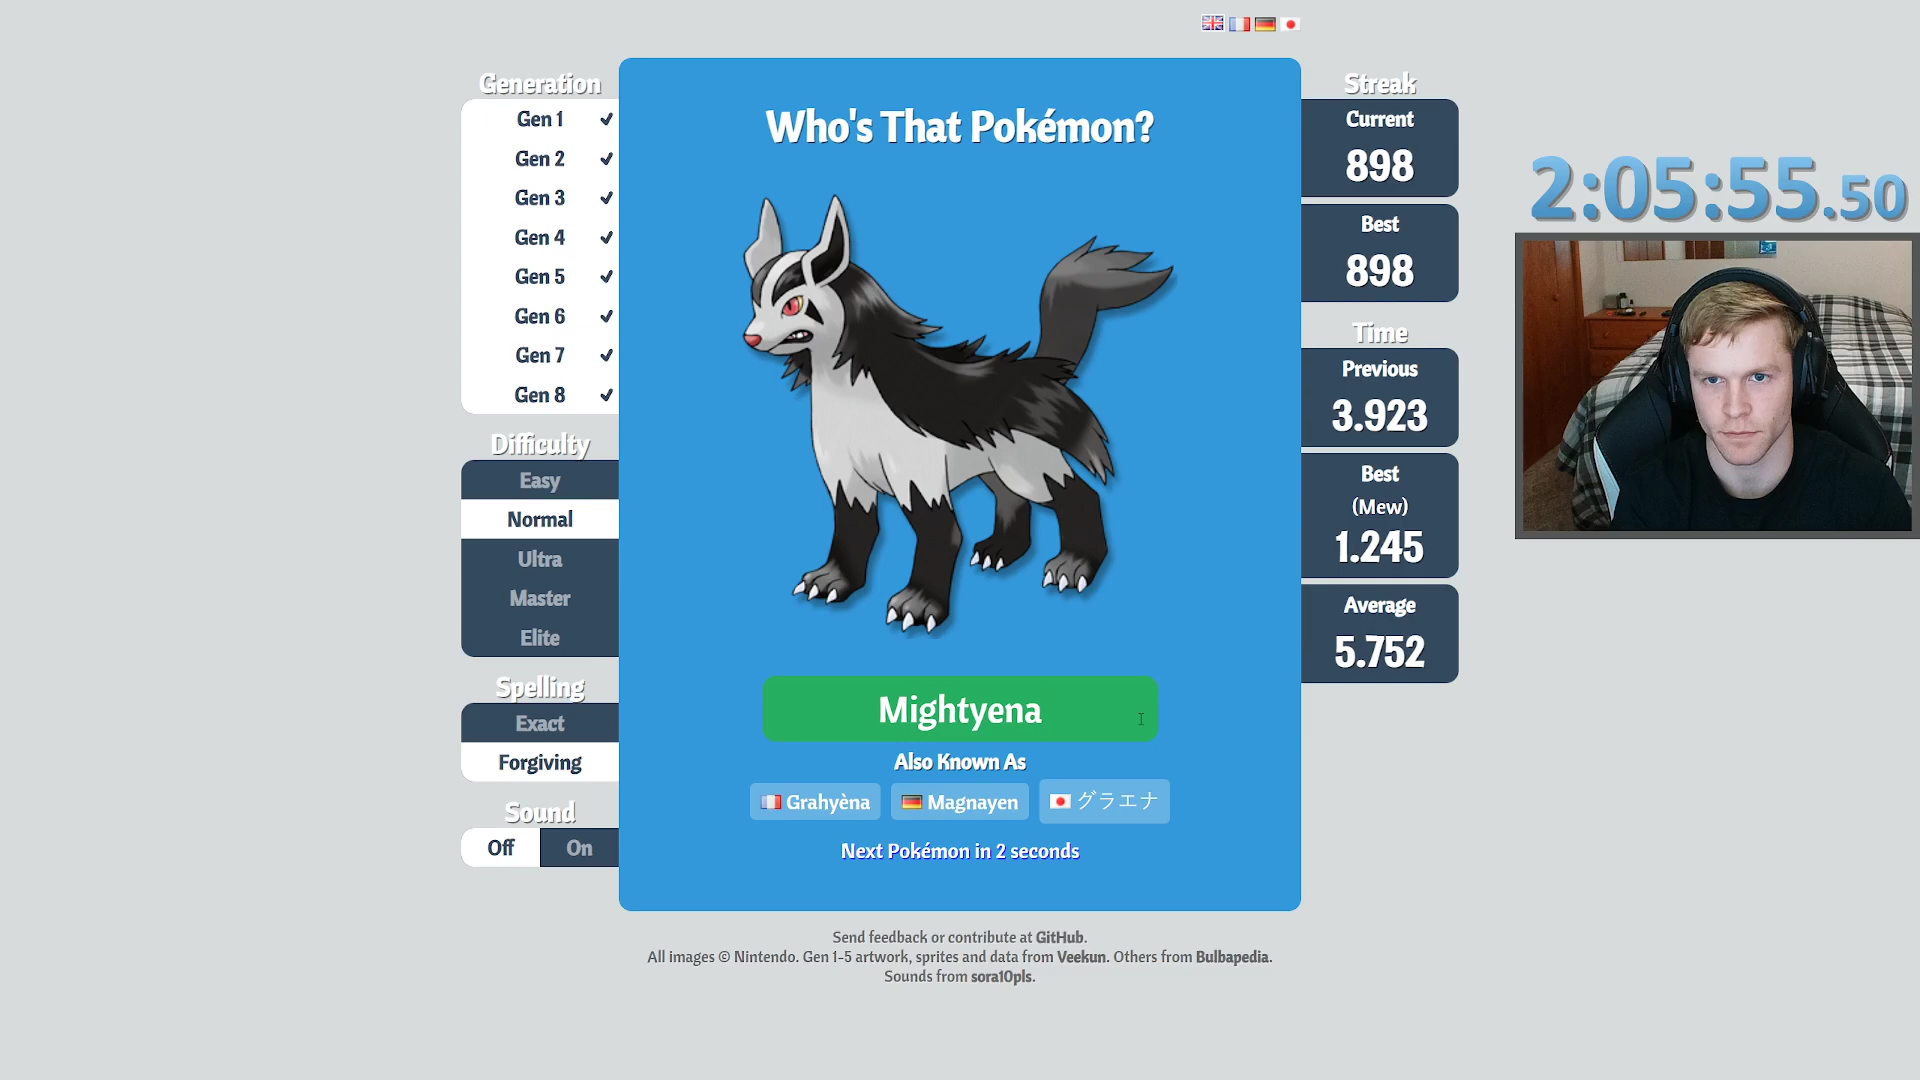 Generation
Gen 1
Gen 2
Gen 3
Gen 4
Gen 5
Gen 6
Gen 7
Gen 8
Difficulty
Easy
Normal
Ultra
Master
Elite
Spelling
Exact
Forgiving
Sound
Off On
Who's That Pokémon?
Mightyena
Also Known As
Grahyèna Magnayen グラエナ
Next Pokémon in 2 seconds
Send feedback or contribute at GitHub.
All images © Nintendo. Gen 1-5 artwork, sprites and data from Veekun. Others from Bulbapedia.
Sounds from sora10pls.
Streak
Current
898
Best
898
Time
Previous
3.923
Best
(Mew)
1.245
Average
5.752
2:05:55.50